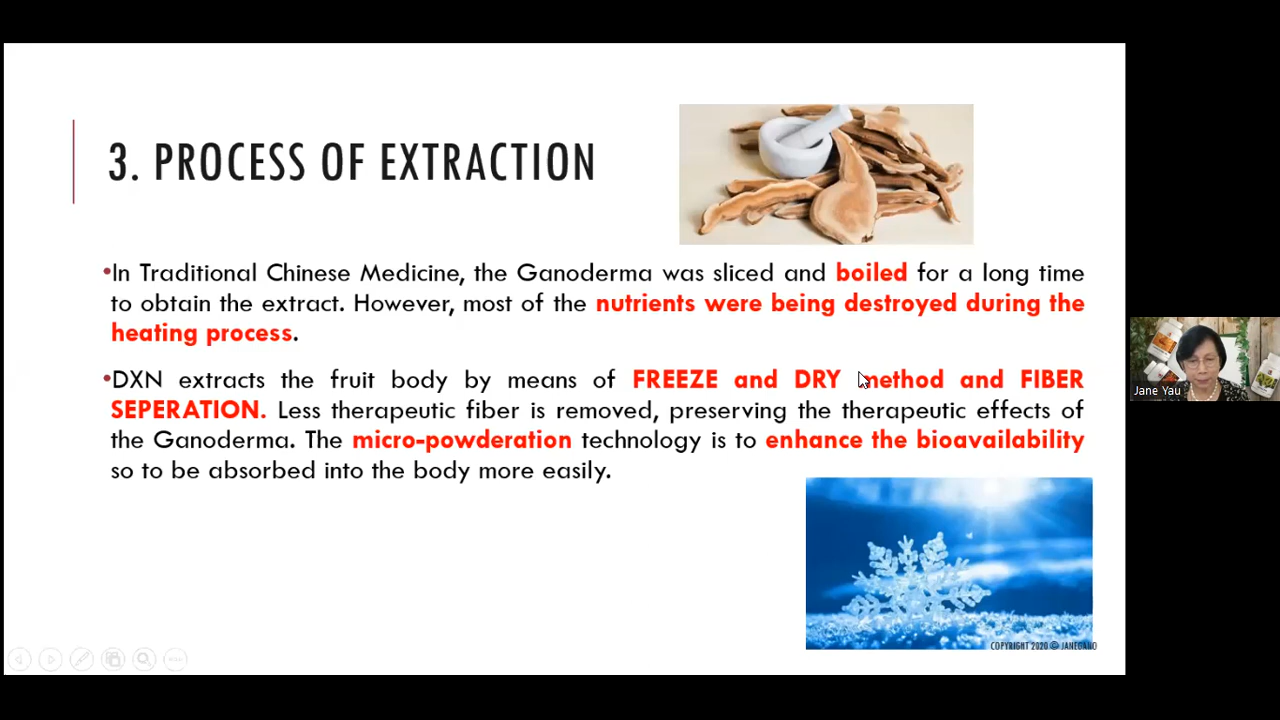 3. PROCESS OF EXTRACTION
•In Traditional Chinese Medicine, the Ganoderma was sliced and boiled for a long time
to obtain the extract. However, most of the nutrients were being destroyed during the
heating process.
•DXN extracts the fruit body by means of FREEZE and DRY method and FIBER
SEPERATION. Less therapeutic fiber is removed, preserving the therapeutic effects of
the Ganoderma. The micro-powderation technology is to enhance the bioavailability
so to be absorbed into the body more easily.
COPYRIGHT 2020 © JANEGANO
Jane Yau